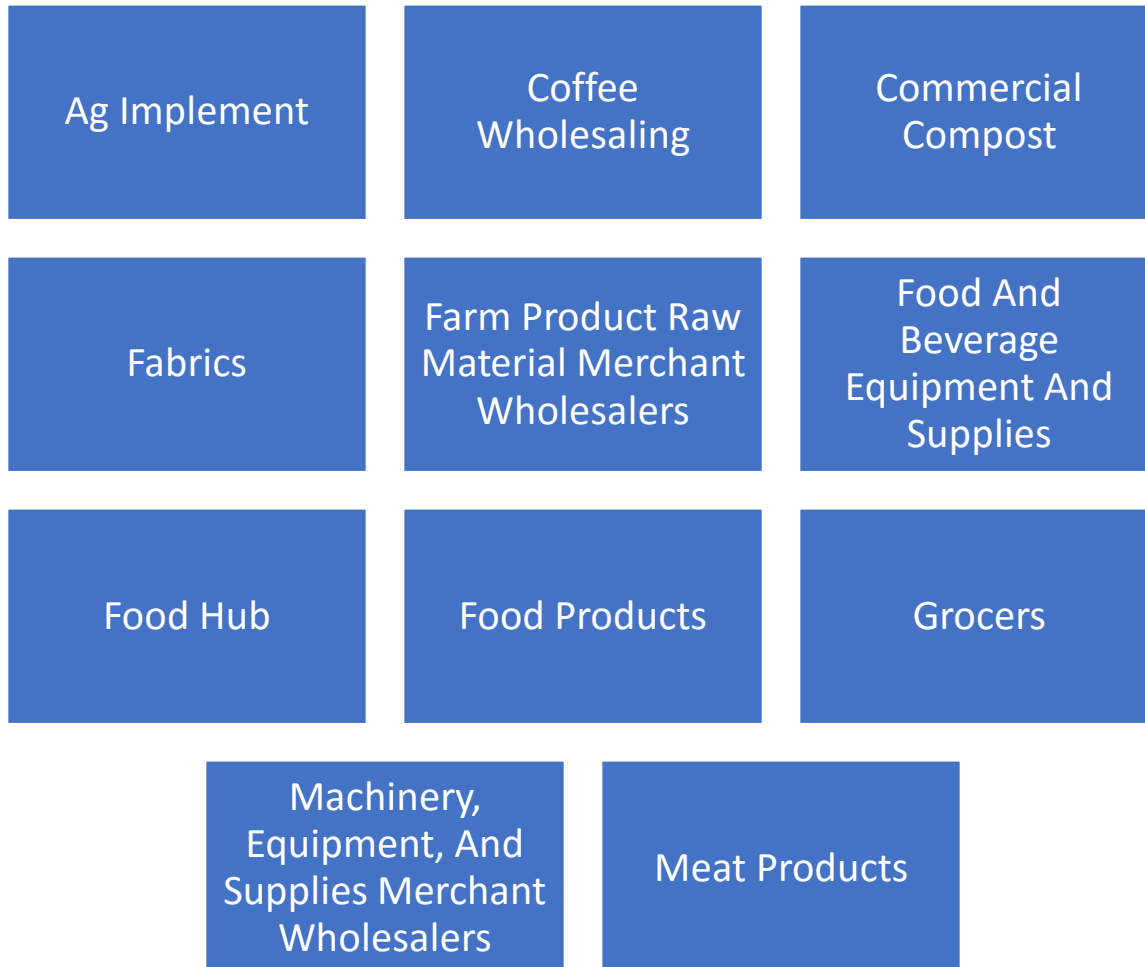 Ag Implement
Coffee
Wholesaling
Commercial
Compost
Fabrics
Farm Product Raw
Material Merchant
Wholesalers
Food And
Beverage
Equipment And
Supplies
Food Hub
Food Products
Grocers
Machinery,
Equipment, And
Supplies Merchant
Wholesalers
Meat Products